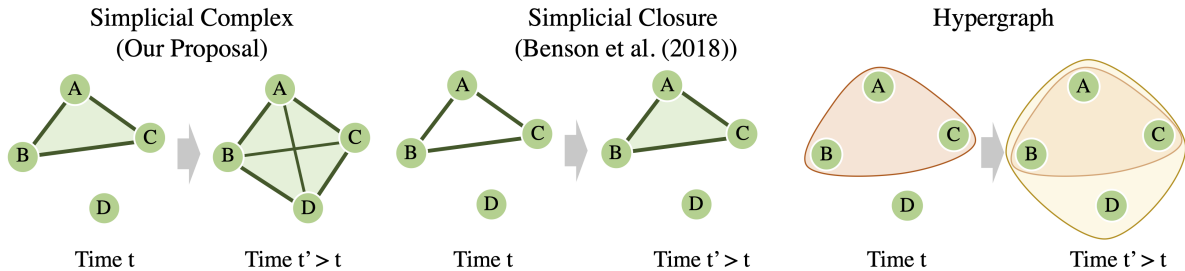 Simplicial Complex
(Our Proposal)
A
B
C
D
Time t
A
B
C
D
Time t' > t
Simplicial Closure
(Benson et al. (2018))
A
B
C
D
Time t
A
B
C
D
Time t' > t
Hypergraph
A
B
C
D
Time t
A
B
C
D
Time t' > t